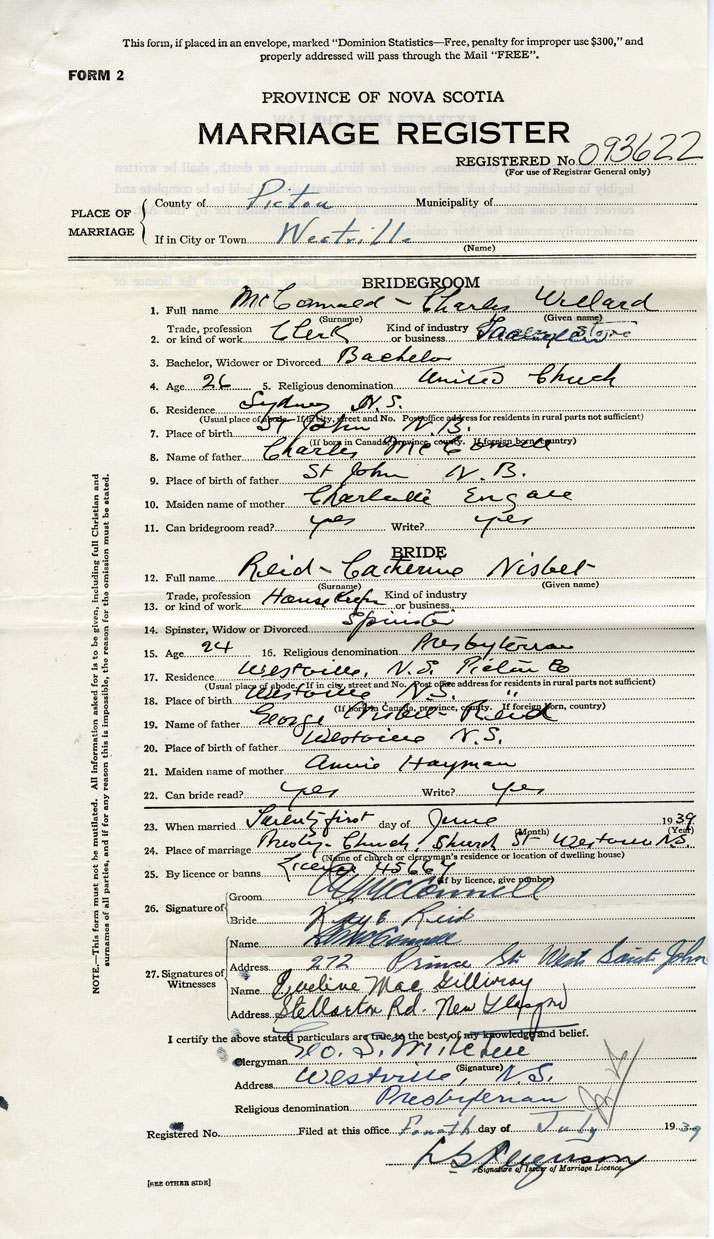 This form, if placed in an envelope, marked "Dominion Statistics—Free, penalty for improper use $300," and
properly addressed will pass through the Mail "FREE".
FORM 2
PROVINCE OF NOVA SCOTIA
MARRIAGE REGISTER
REGISTERED No. 093622
(For use of Registrar General only)
PLACE OF MARRIAGE
County of Pictou Municipality of
If in City or Town Westville
(Name)
BRIDEGROOM
1. Full name McConnald - Charles Willard
(Surname) (Given name)
2. Trade, profession or kind of work Clerk Kind of industry or business Store
3. Bachelor, Widower or Divorced Bachelor
4. Age 26 5. Religious denomination United Church
6. Residence Sydney N.S.
(Usual place of abode. If in city, street and No. Post office address for residents in rural parts not sufficient)
7. Place of birth St John N.B.
(If born in Canada, province, county. If foreign born, country)
8. Name of father Charles McConnell
9. Place of birth of father St John N.B.
10. Maiden name of mother Charlotte
11. Can bridegroom read? yes Write? yes
BRIDE
12. Full name Reid - Catherine Nisbet
(Surname) (Given name)
13. Trade, profession or kind of work House Keeper Kind of industry or business
14. Spinster, Widow or Divorced Spinster
15. Age 24 16. Religious denomination Presbyterian
17. Residence Westville, N.S. Pictou Co
(Usual place of abode. If in city, street and No. Post office address for residents in rural parts not sufficient)
18. Place of birth Westville N.S. "
(If born in Canada, province, county. If foreign born, country)
19. Name of father George Nisbet Reid
20. Place of birth of father Westville N.S.
21. Maiden name of mother Annie Hayman
22. Can bride read? yes Write? yes
23. When married Twenty first day of June 1939
(Month) (Year)
24. Place of marriage Presby. Church, Church St Westville N.S.
(Name of church or clergyman's residence or location of dwelling house)
25. By licence or banns License 45664
(If by licence, give number)
26. Signature of
Groom McConnell
Bride Kay E Reid
27. Signatures of Witnesses
Name McConnell
Address 272 Prince St. West Saint John
Name Eveline MacGillivray
Address Stellarton Rd. New Glasgow
I certify the above stated particulars are true to the best of my knowledge and belief.
Clergyman Geo. S. Mitchell
(Signature)
Address Westville, N.S.
Religious denomination Presbyterian
Registered No. Filed at this office Fourth day of July 1939
Ferguson
Signature of Issuer of Marriage Licence
[SEE OTHER SIDE]
NOTE.—This form must not be mutilated. All information asked for is to be given, including full Christian and
surnames of all parties, and if for any reason this is impossible, the reason for the omission must be stated.